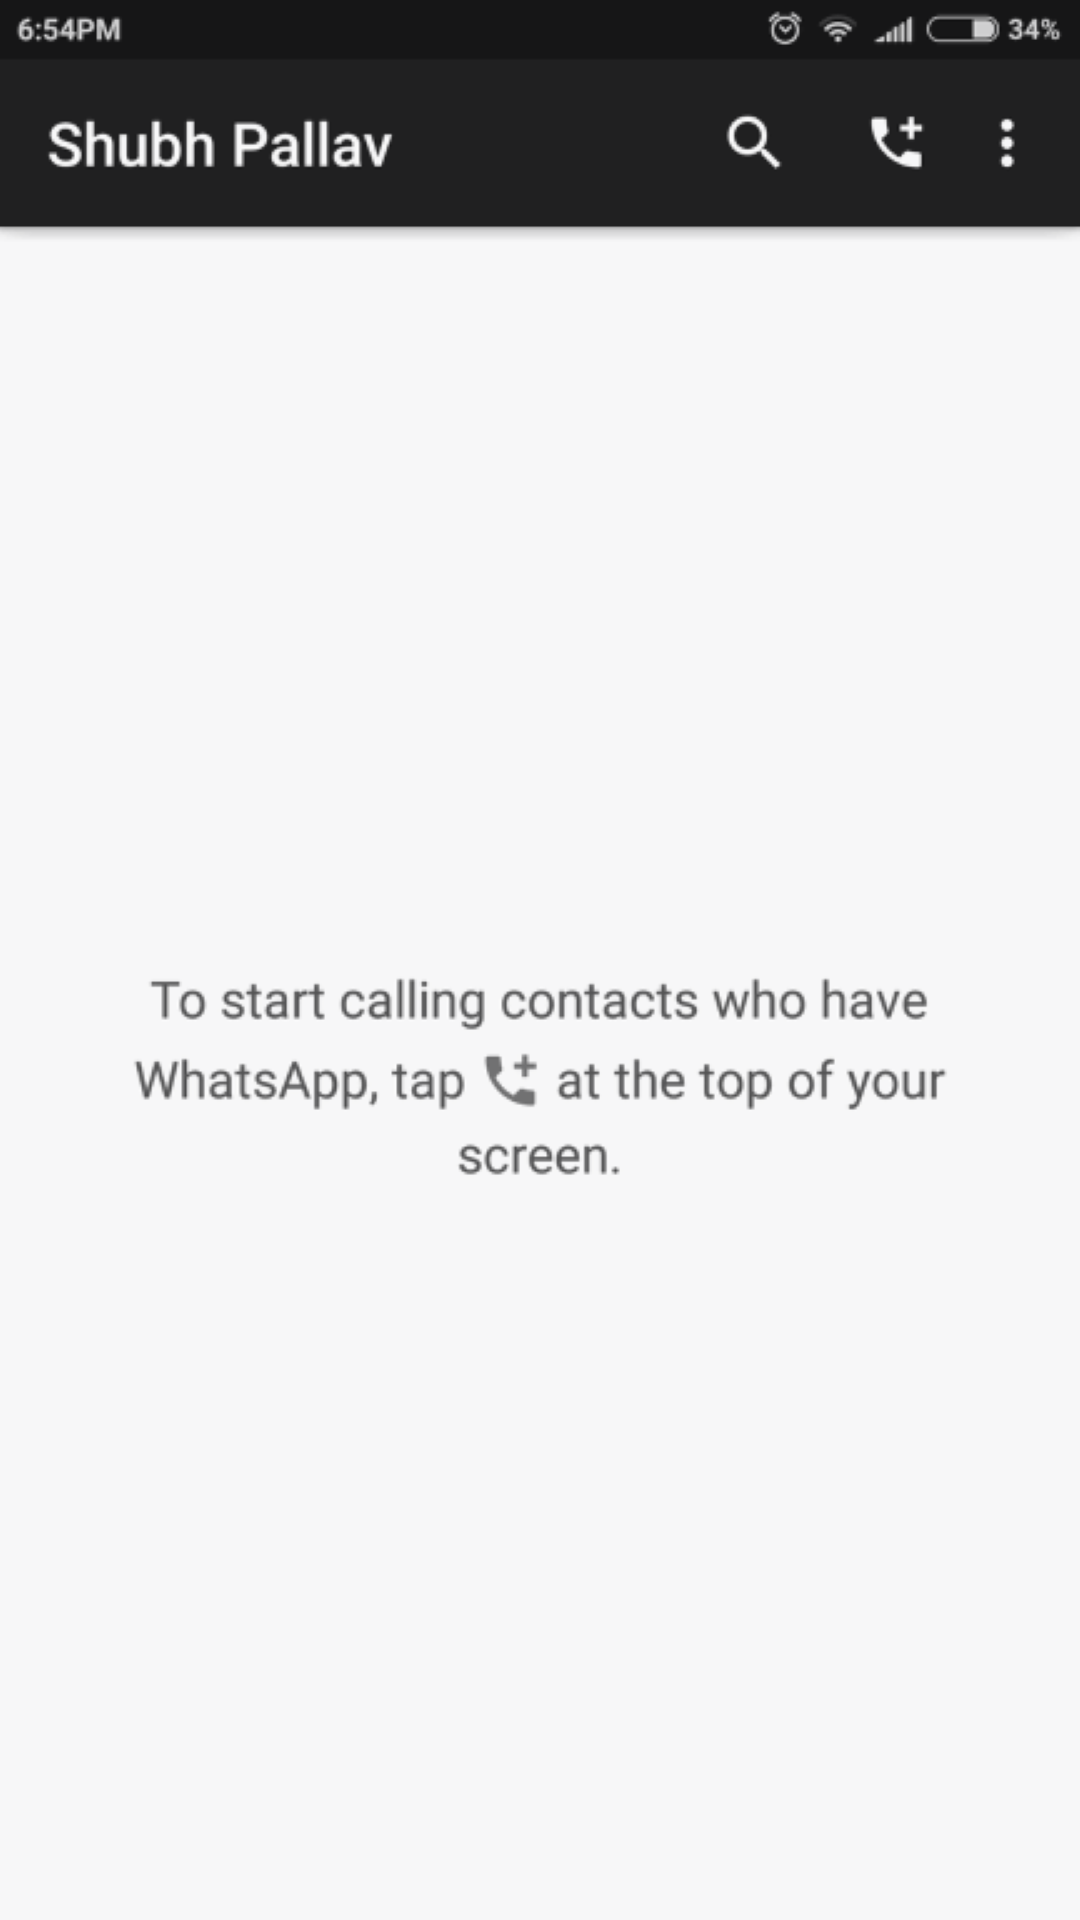 6:54PM 34%
Shubh Pallav
To start calling contacts who have
WhatsApp, tap at the top of your
screen.